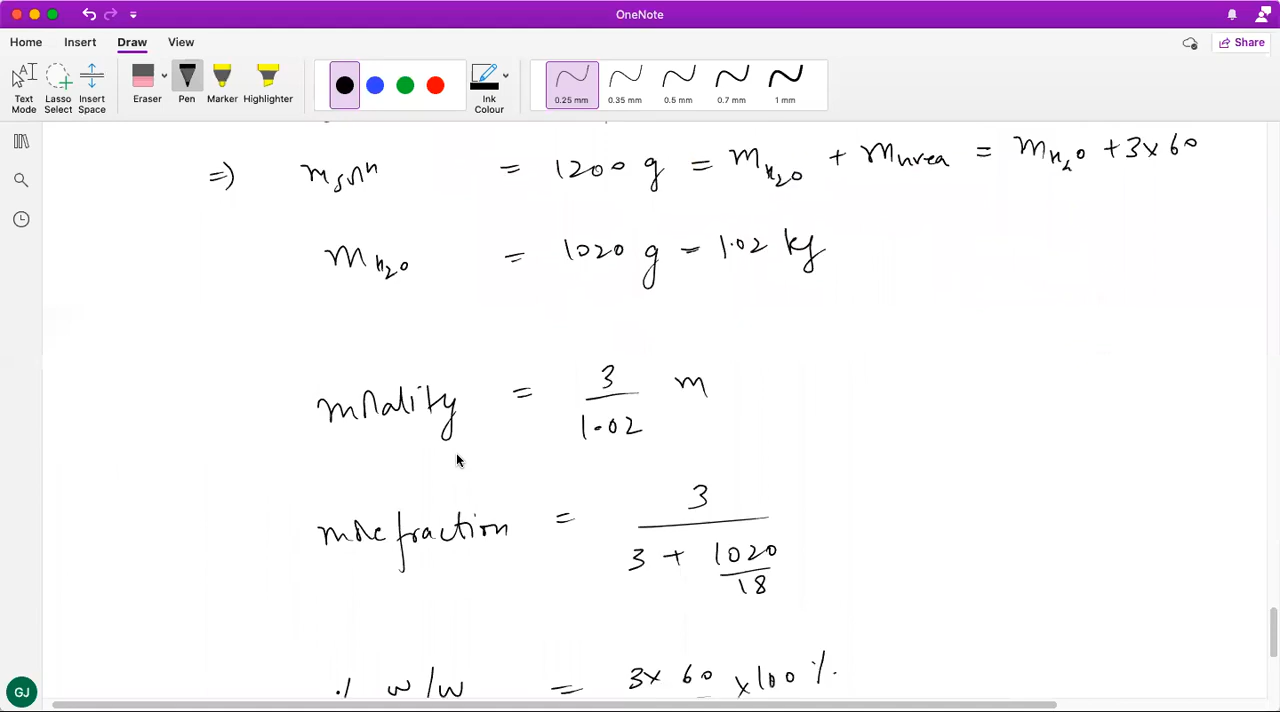 OneNote
Home Insert Draw View
Share
Text Mode
Lasso Select
Insert Space
Eraser
Pen
Marker
Highlighter
Ink Colour
0.25 mm
0.35 mm
0.5 mm
0.7 mm
1 mm
=> m soln = 1200 g = m H2O + m urea = m H2O + 3 x 60
m H2O = 1020 g = 1.02 kg
molality = 3/1.02 m
mole fraction = 3/(3 + 1020/18)
% w/w = 3 x 60 x 100 %
GJ